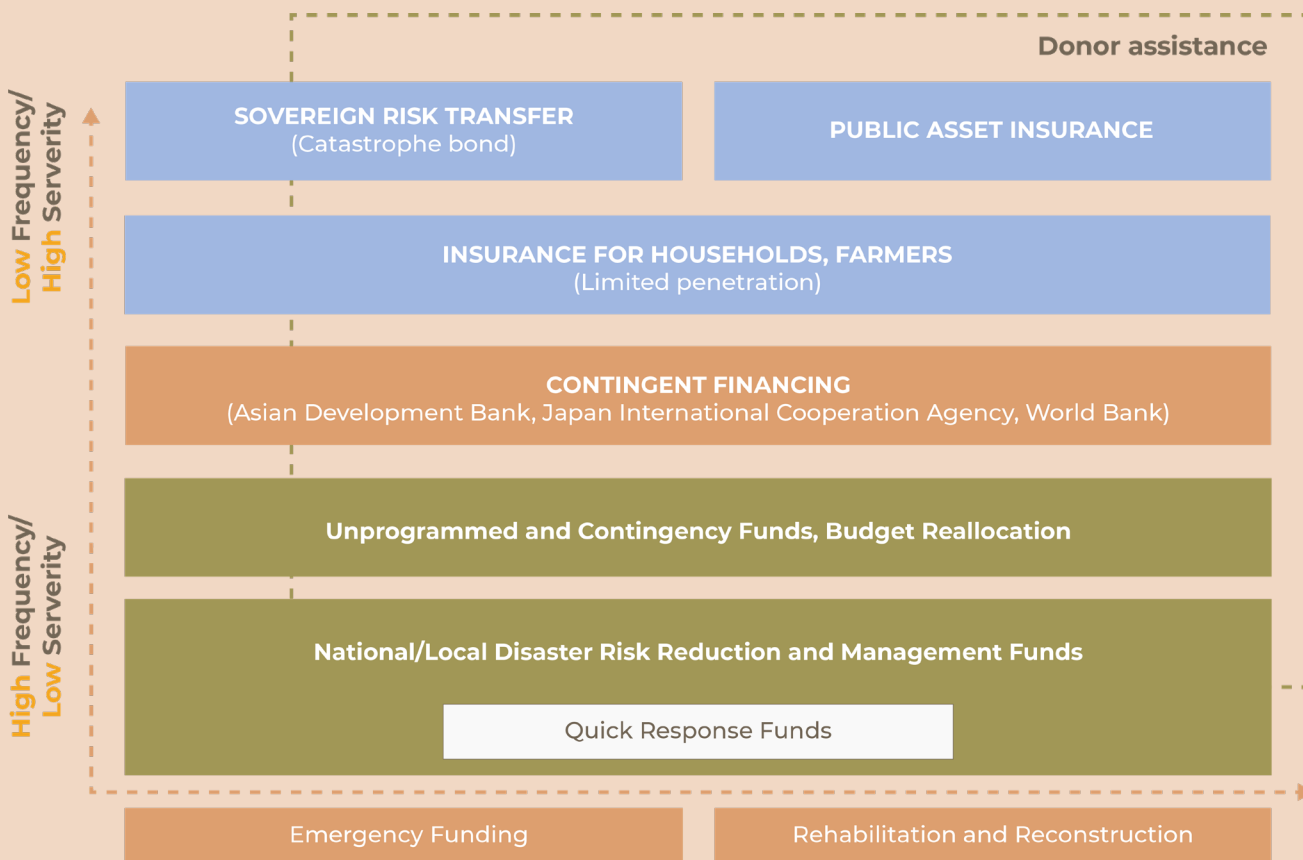 Donor assistance
Low Frequency/
High Serverity
SOVEREIGN RISK TRANSFER
(Catastrophe bond)
PUBLIC ASSET INSURANCE
INSURANCE FOR HOUSEHOLDS, FARMERS
(Limited penetration)
CONTINGENT FINANCING
(Asian Development Bank, Japan International Cooperation Agency, World Bank)
High Frequency/
Low Serverity
Unprogrammed and Contingency Funds, Budget Reallocation
National/Local Disaster Risk Reduction and Management Funds
Quick Response Funds
Emergency Funding
Rehabilitation and Reconstruction